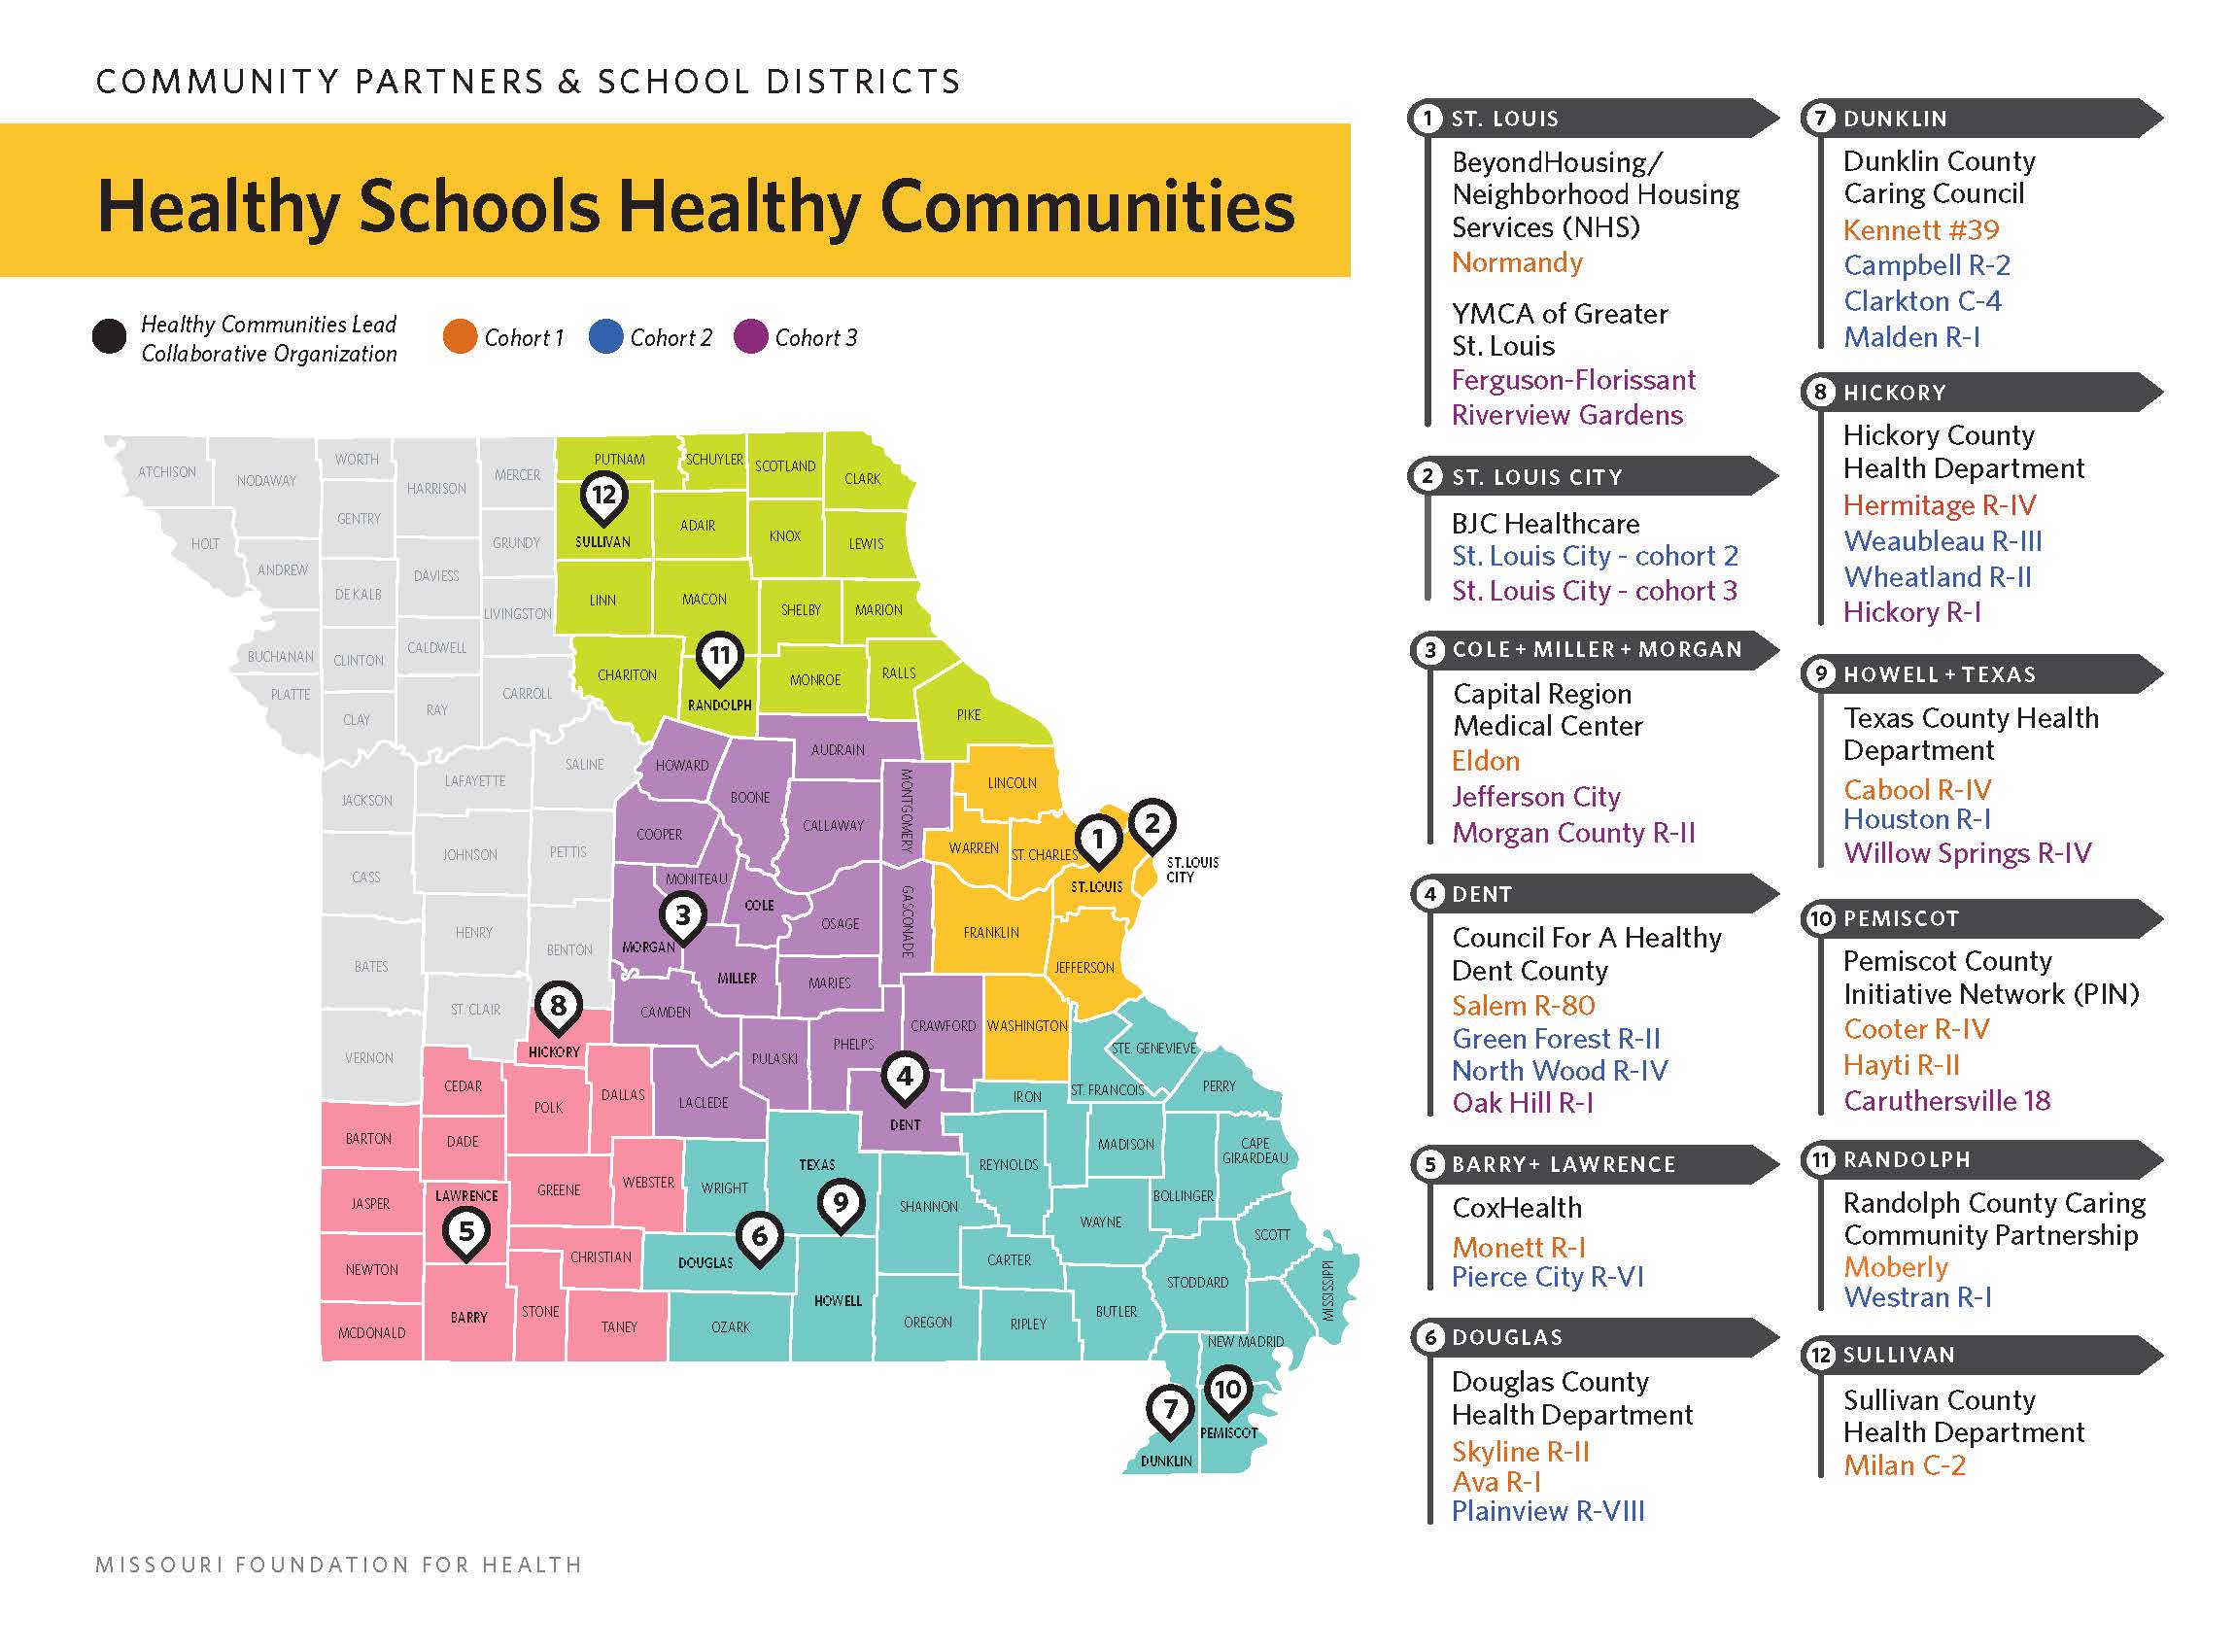 COMMUNITY PARTNERS & SCHOOL DISTRICTS
Healthy Schools Healthy Communities
Healthy Communities Lead
Collaborative Organization
Cohort 1
Cohort 2
Cohort 3
ATCHISON
NODAWAY
WORTH
HARRISON
MERCER
PUTNAM
SCHUYLER
SCOTLAND
CLARK
GENTRY
HOLT
ANDREW
DE KALB
DAVIESS
GRUNDY
12
SULLIVAN
ADAIR
KNOX
LEWIS
LIVINGSTON
LINN
MACON
SHELBY
MARION
BUCHANAN
CLINTON
CALDWELL
PLATTE
CLAY
RAY
CARROLL
CHARITON
11
RANDOLPH
MONROE
RALLS
PIKE
JACKSON
LAFAYETTE
SALINE
HOWARD
BOONE
AUDRAIN
MONTGOMERY
LINCOLN
CASS
JOHNSON
PETTIS
COOPER
CALLAWAY
WARREN
ST. CHARLES
1
2
ST. LOUIS
ST. LOUIS
CITY
MONITEAU
3
COLE
OSAGE
GASCONADE
FRANKLIN
JEFFERSON
BATES
HENRY
BENTON
MORGAN
MILLER
MARIES
ST. CLAIR
8
HICKORY
CAMDEN
CRAWFORD
WASHINGTON
VERNON
CEDAR
POLK
DALLAS
LACLEDE
PULASKI
PHELPS
4
DENT
IRON
ST. FRANCOIS
STE. GENEVIEVE
PERRY
BARTON
DADE
MADISON
CAPE
GIRARDEAU
JASPER
LAWRENCE
5
GREENE
WEBSTER
WRIGHT
TEXAS
9
SHANNON
REYNOLDS
BOLLINGER
WAYNE
SCOTT
NEWTON
CHRISTIAN
DOUGLAS
6
CARTER
STODDARD
MISSISSIPPI
MCDONALD
BARRY
STONE
TANEY
OZARK
HOWELL
OREGON
RIPLEY
BUTLER
NEW MADRID
7
DUNKLIN
10
PEMISCOT
1 ST. LOUIS
BeyondHousing/
Neighborhood Housing
Services (NHS)
Normandy
YMCA of Greater
St. Louis
Ferguson-Florissant
Riverview Gardens
2 ST. LOUIS CITY
BJC Healthcare
St. Louis City - cohort 2
St. Louis City - cohort 3
3 COLE + MILLER + MORGAN
Capital Region
Medical Center
Eldon
Jefferson City
Morgan County R-II
4 DENT
Council For A Healthy
Dent County
Salem R-80
Green Forest R-II
North Wood R-IV
Oak Hill R-I
5 BARRY+ LAWRENCE
CoxHealth
Monett R-I
Pierce City R-VI
6 DOUGLAS
Douglas County
Health Department
Skyline R-II
Ava R-I
Plainview R-VIII
7 DUNKLIN
Dunklin County
Caring Council
Kennett #39
Campbell R-2
Clarkton C-4
Malden R-I
8 HICKORY
Hickory County
Health Department
Hermitage R-IV
Weaubleau R-III
Wheatland R-II
Hickory R-I
9 HOWELL + TEXAS
Texas County Health
Department
Cabool R-IV
Houston R-I
Willow Springs R-IV
10 PEMISCOT
Pemiscot County
Initiative Network (PIN)
Cooter R-IV
Hayti R-II
Caruthersville 18
11 RANDOLPH
Randolph County Caring
Community Partnership
Moberly
Westran R-I
12 SULLIVAN
Sullivan County
Health Department
Milan C-2
MISSOURI FOUNDATION FOR HEALTH